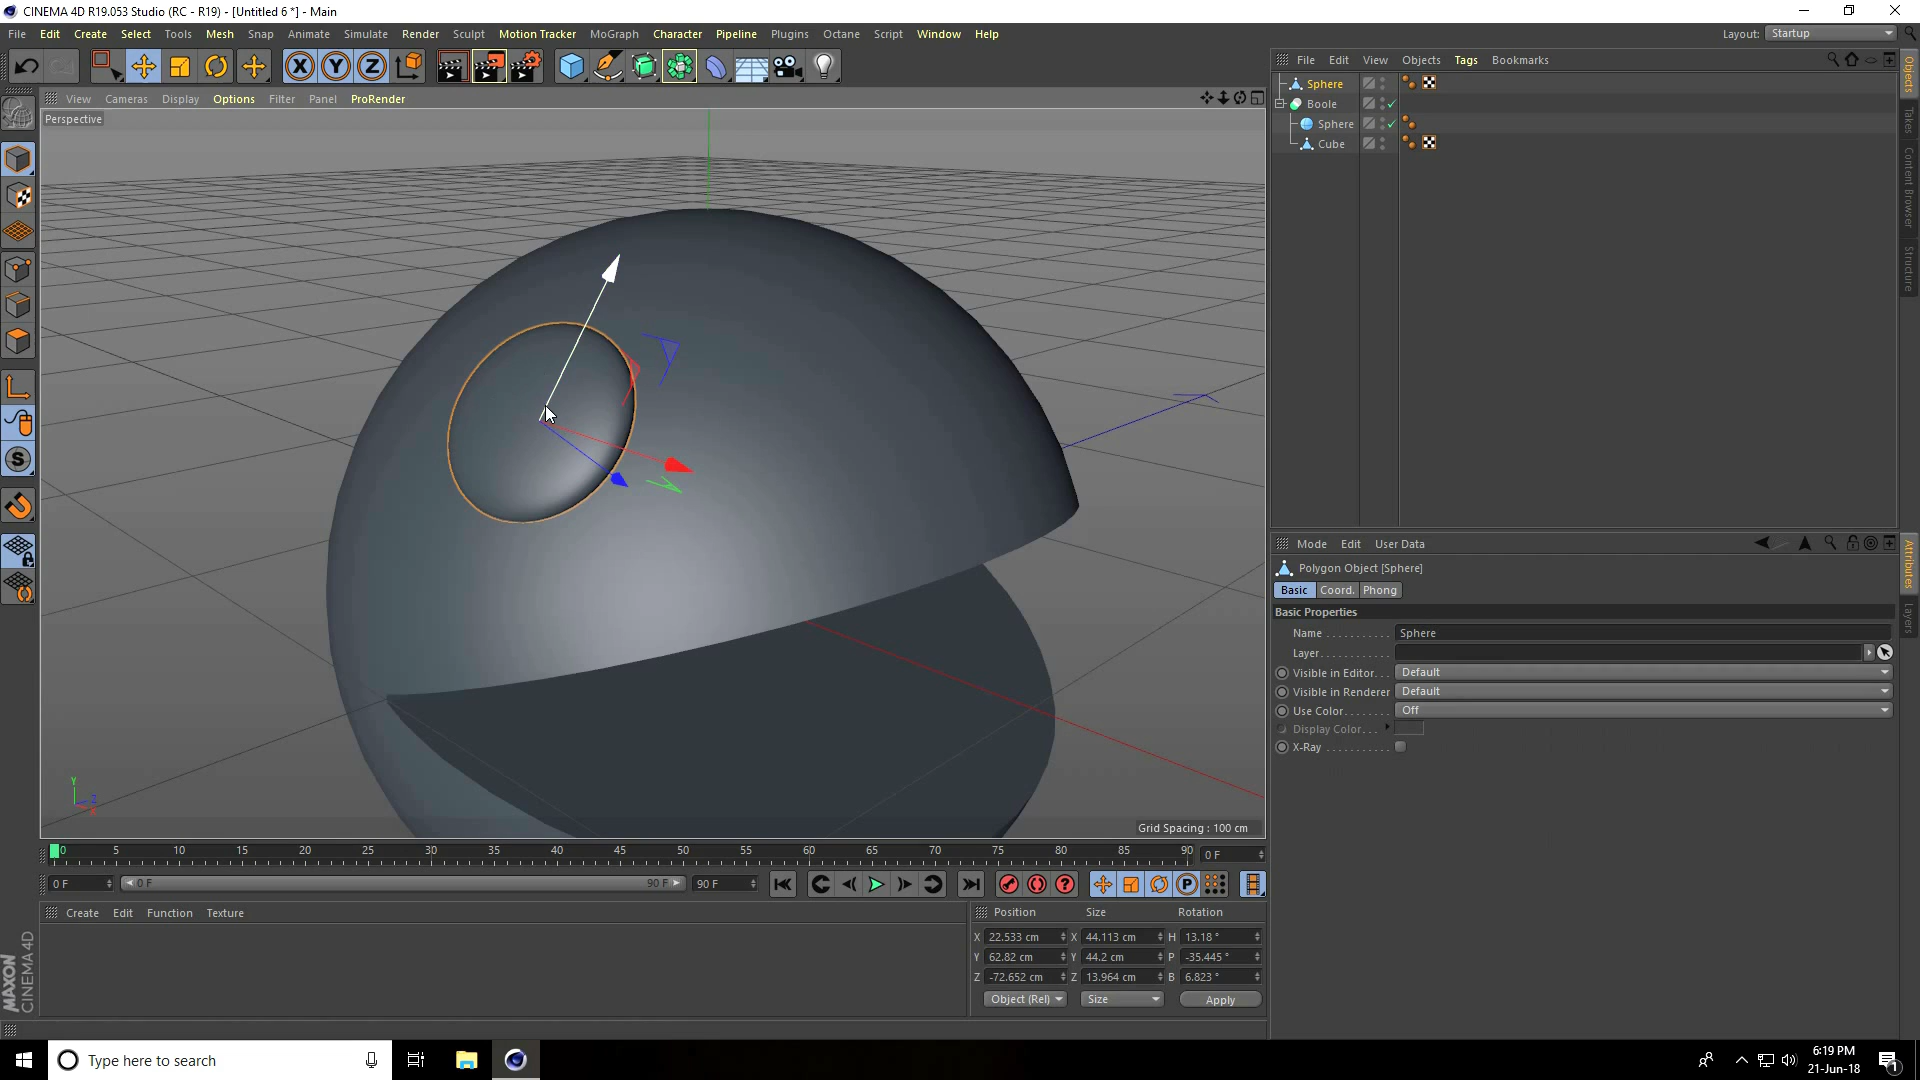 CINEMA 4D R19.053 Studio (RC - R19) - [Untitled 6 *] - Main
File Edit Create Select Tools Mesh Snap Animate Simulate Render Sculpt Motion Tracker MoGraph Character Pipeline Plugins Octane Script Window Help
Layout: Startup
X Y Z
File Edit View Objects Tags Bookmarks
View Cameras Display Options Filter Panel ProRender
Perspective
Sphere
Boole
Sphere
Cube
Objects
Takes
Content Browser
Structure
Mode Edit User Data
Polygon Object [Sphere]
Basic Coord. Phong
Basic Properties
Name . . . . . . . . . . . Sphere
Layer. . . . . . . . . . . .
Visible in Editor. . . Default
Visible in Renderer Default
Use Color. . . . . . . . Off
Display Color. . . .
X-Ray . . . . . . . . . . .
Attributes
Layers
Y
Z
X
Grid Spacing : 100 cm
0 5 10 15 20 25 30 35 40 45 50 55 60 65 70 75 80 85 90
0 F
0 F 0 F 90 F 90 F
P
S
Create Edit Function Texture
Position Size Rotation
X 22.533 cm X 44.113 cm H 13.18 °
Y 62.82 cm Y 44.2 cm P -35.445 °
Z -72.652 cm Z 13.964 cm B 6.823 °
Object (Rel) Size Apply
MAXON
CINEMA 4D
Type here to search
6:19 PM
21-Jun-18
1